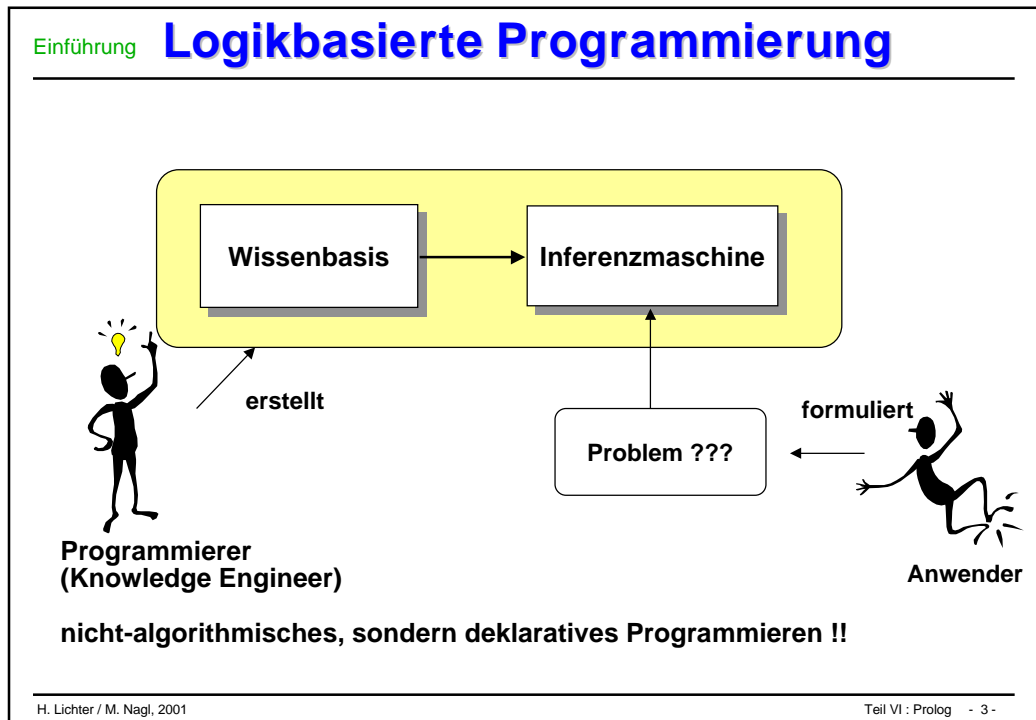 Einführung Logikbasierte Programmierung
Wissenbasis
Inferenzmaschine
erstellt
formuliert
Problem ???
Programmierer
(Knowledge Engineer)
Anwender
nicht-algorithmisches, sondern deklaratives Programmieren !!
H. Lichter / M. Nagl, 2001
Teil VI : Prolog - 3 -